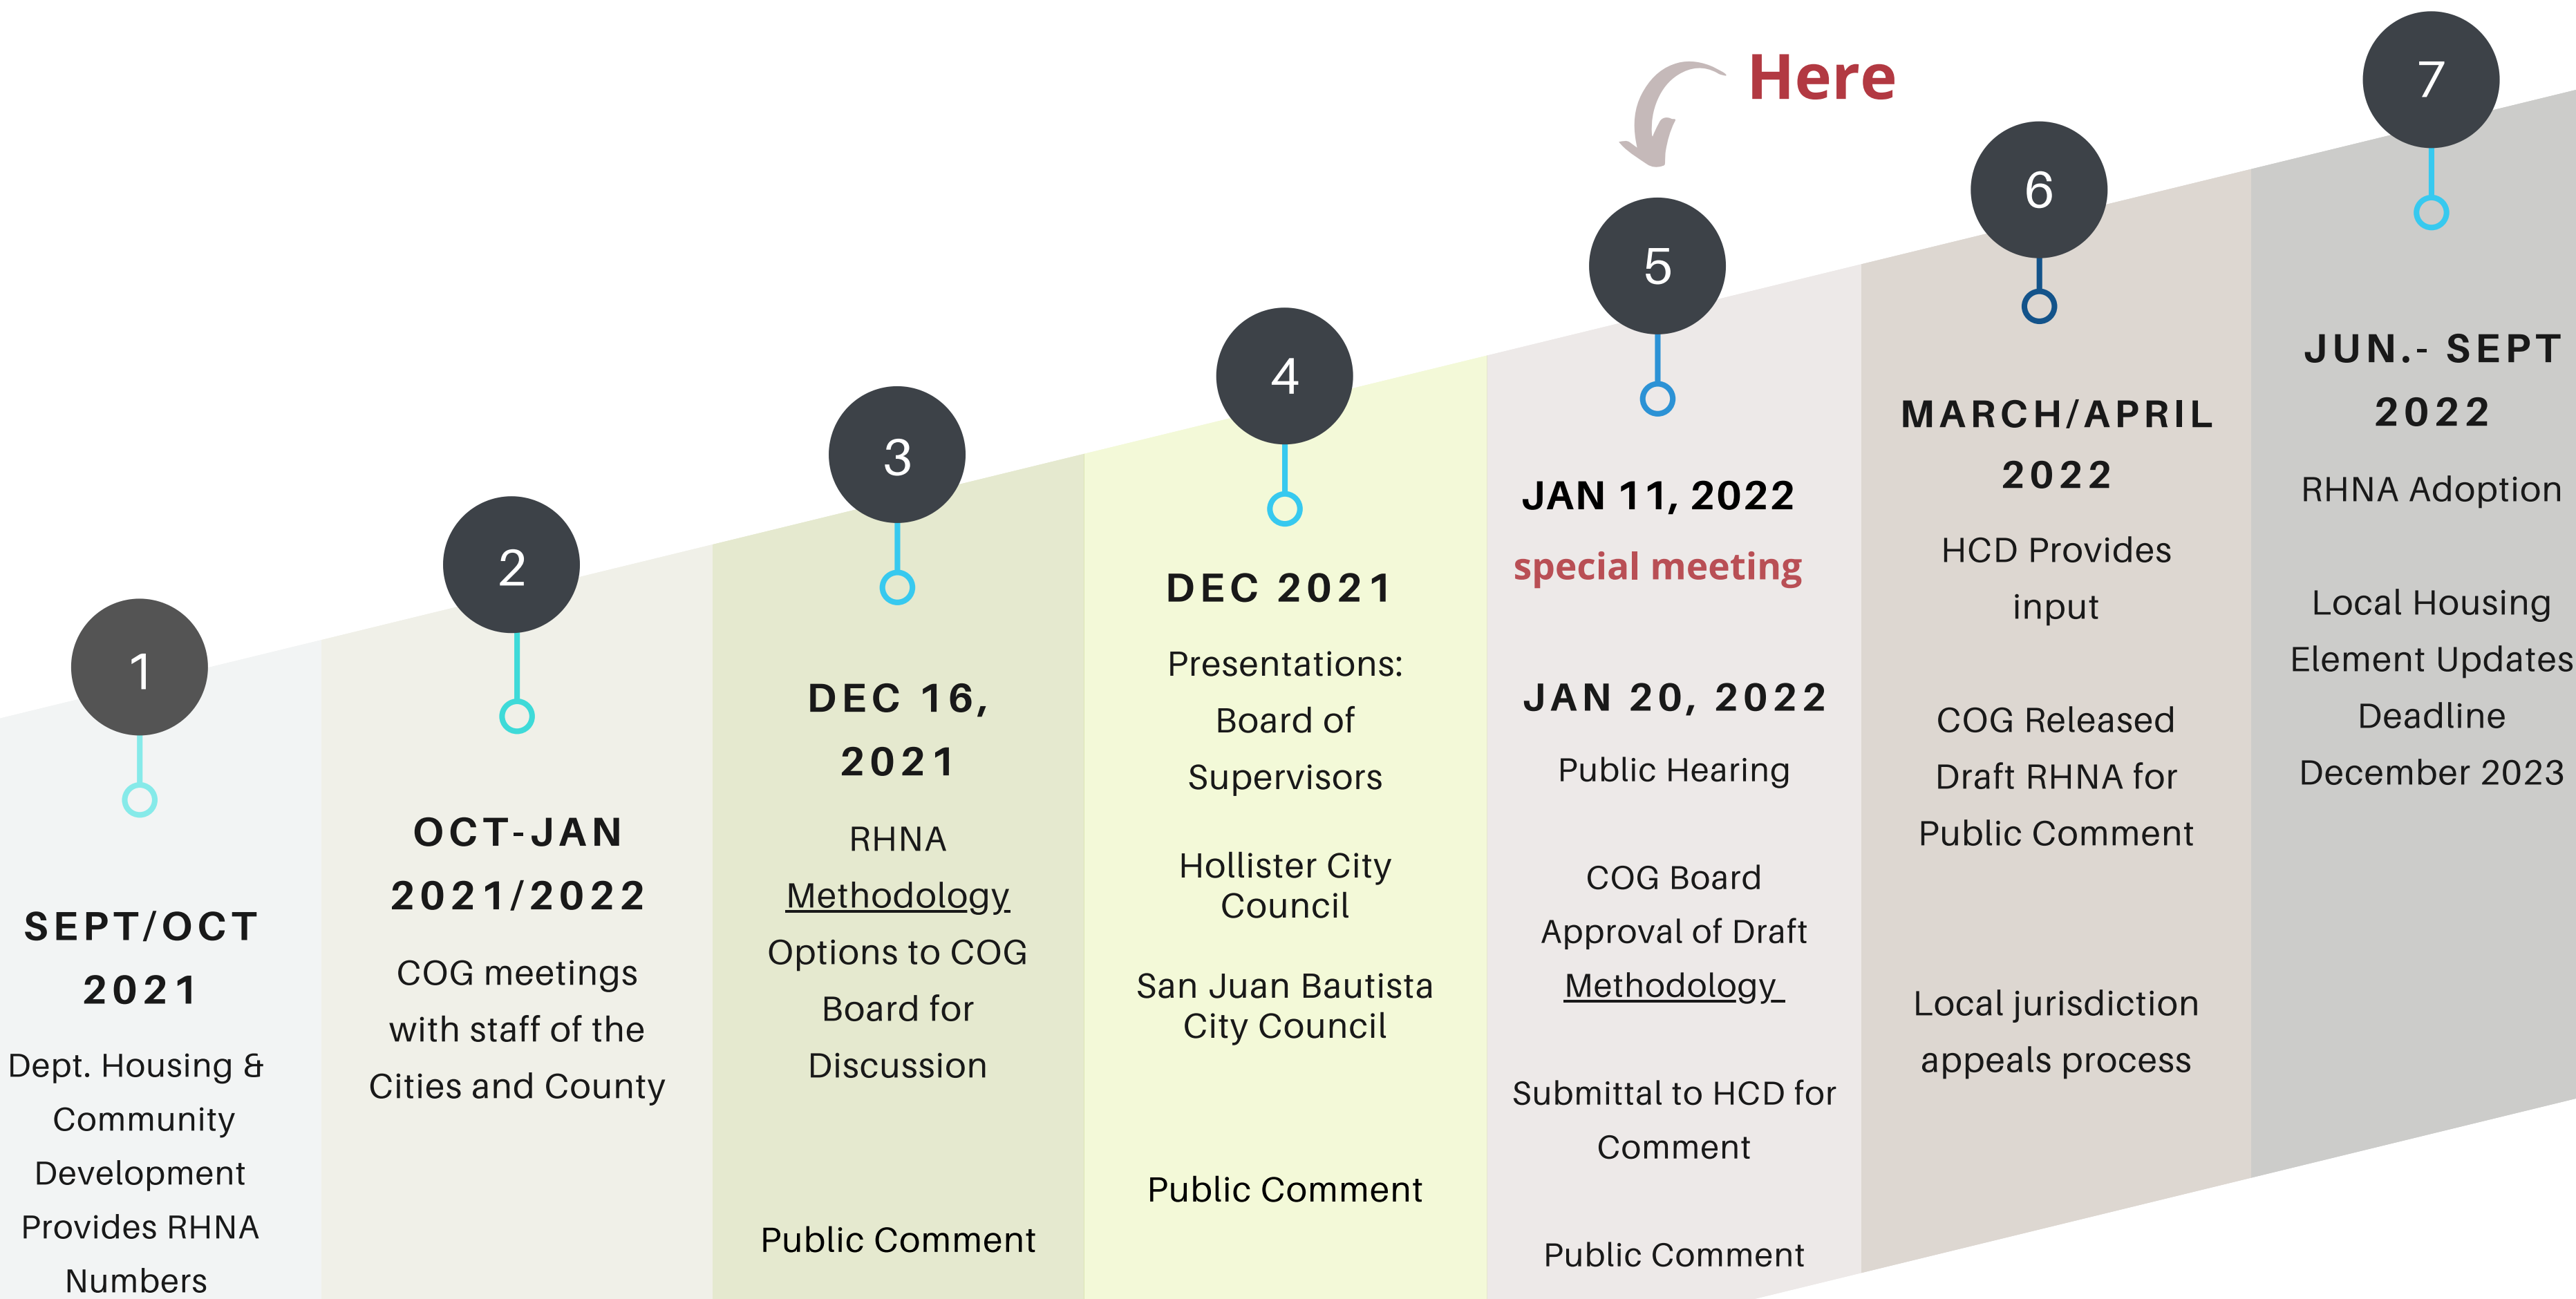 1
SEPT/OCT
2021
Dept. Housing &
Community
Development
Provides RHNA
Numbers
2
OCT-JAN
2021/2022
COG meetings
with staff of the
Cities and County
3
DEC 16,
2021
RHNA
Methodology
Options to COG
Board for
Discussion
Public Comment
4
DEC 2021
Presentations:
Board of
Supervisors
Hollister City
Council
San Juan Bautista
City Council
Public Comment
Here
5
JAN 11, 2022
special meeting
JAN 20, 2022
Public Hearing
COG Board
Approval of Draft
Methodology
Submittal to HCD for
Comment
Public Comment
6
MARCH/APRIL
2022
HCD Provides
input
COG Released
Draft RHNA for
Public Comment
Local jurisdiction
appeals process
7
JUN.- SEPT
2022
RHNA Adoption
Local Housing
Element Updates
Deadline
December 2023